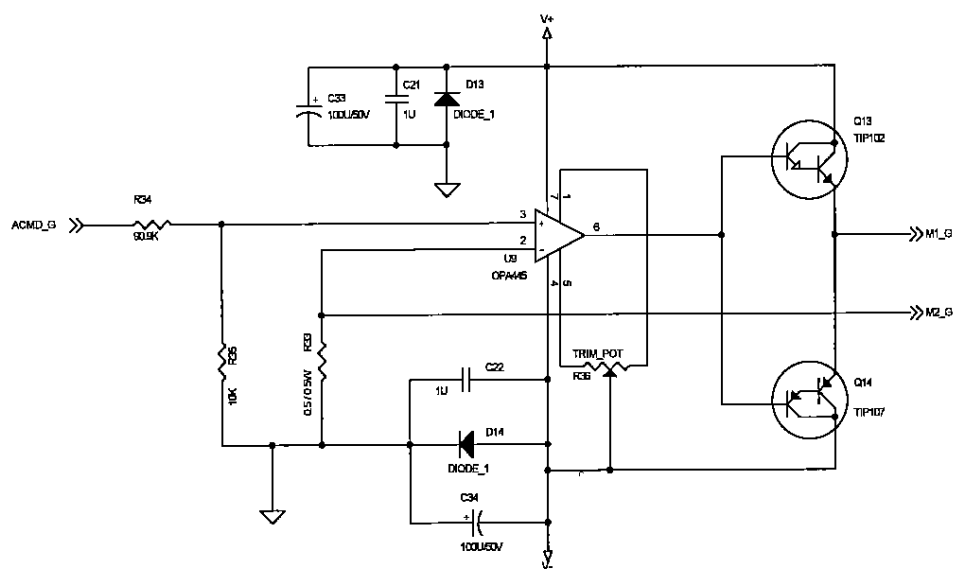 V+
C33
100U/50V
C21
1U
D13
DIODE_1
Q13
TIP102
R34
90.9K
ACMD_G
3
2
+
-
U9
OPA445
6
7
1
4
5
M1_G
M2_G
R35
10K
R33
0.5/0.5W
C22
1U
TRIM_POT
R36
Q14
TIP107
D14
DIODE_1
C34
100U/50V
V-